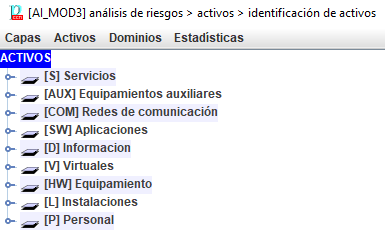 [AI_MOD3] análisis de riesgos > activos > identificación de activos
Capas Activos Dominios Estadísticas
ACTIVOS
[S] Servicios
[AUX] Equipamientos auxiliares
[COM] Redes de comunicación
[SW] Aplicaciones
[D] Informacion
[V] Virtuales
[HW] Equipamiento
[L] Instalaciones
[P] Personal